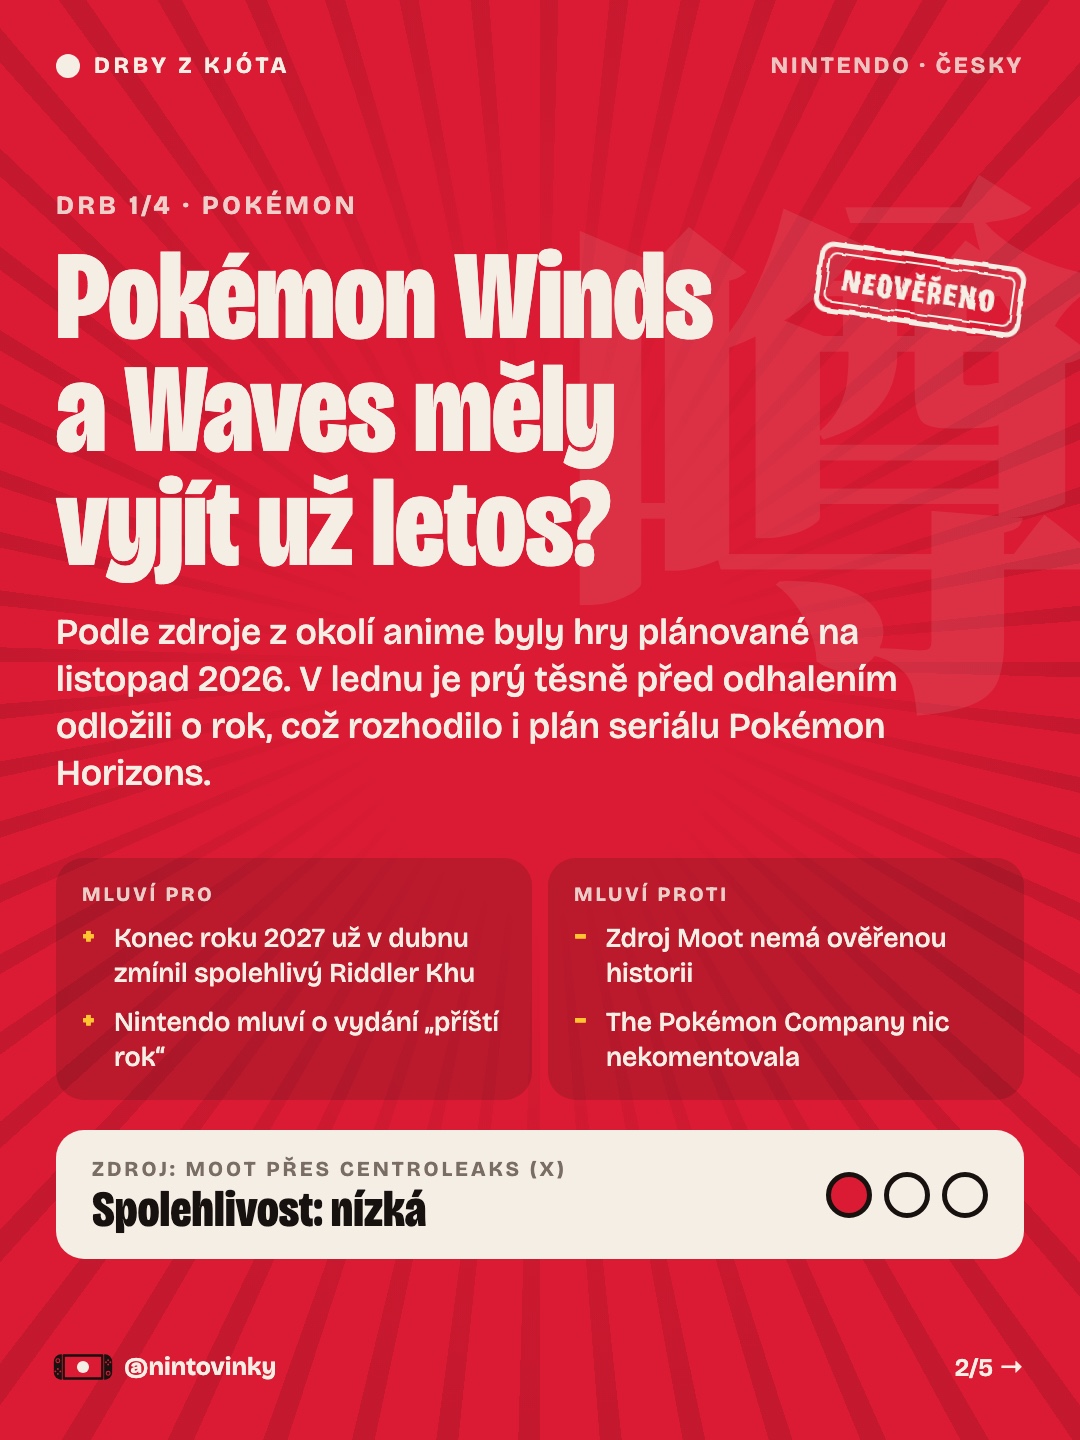 DRBY Z KJÓTA
NINTENDO · ČESKY
DRB 1/4 · POKÉMON
噂
Pokémon Winds
a Waves měly
vyjít už letos?
NEOVĚŘENO
Podle zdroje z okolí anime byly hry plánované na
listopad 2026. V lednu je prý těsně před odhalením
odložili o rok, což rozhodilo i plán seriálu Pokémon
Horizons.
MLUVÍ PRO
+ Konec roku 2027 už v dubnu
zmínil spolehlivý Riddler Khu
+ Nintendo mluví o vydání „příští
rok“
MLUVÍ PROTI
– Zdroj Moot nemá ověřenou
historii
– The Pokémon Company nic
nekomentovala
ZDROJ: MOOT PŘES CENTROLEAKS (X)
Spolehlivost: nízká
@nintovinky
2/5 →